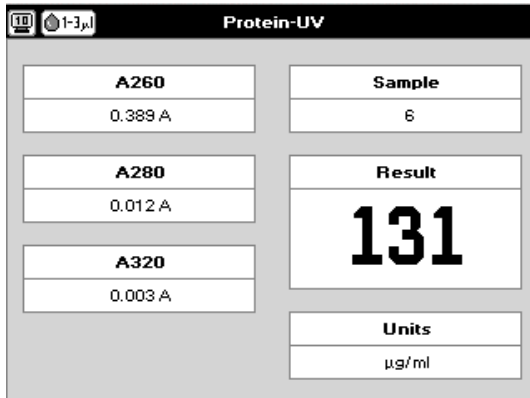 10 1-3µl Protein-UV
A260
0.389 A
A280
0.012 A
A320
0.003 A
Sample
6
Result
131
Units
µg/ml